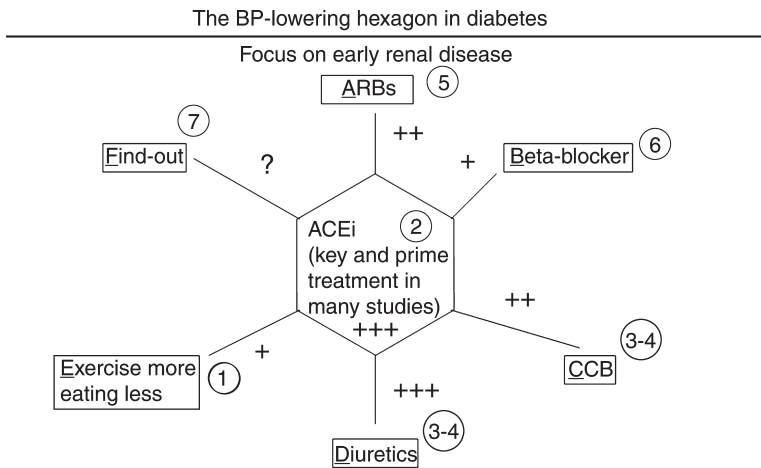 The BP-lowering hexagon in diabetes
Focus on early renal disease
ARBs
5
++
7
Find-out
?
+
Beta-blocker
6
ACEi
2
(key and prime
treatment in
many studies)
+++
++
3-4
CCB
+
Exercise more
eating less
1
+++
3-4
Diuretics